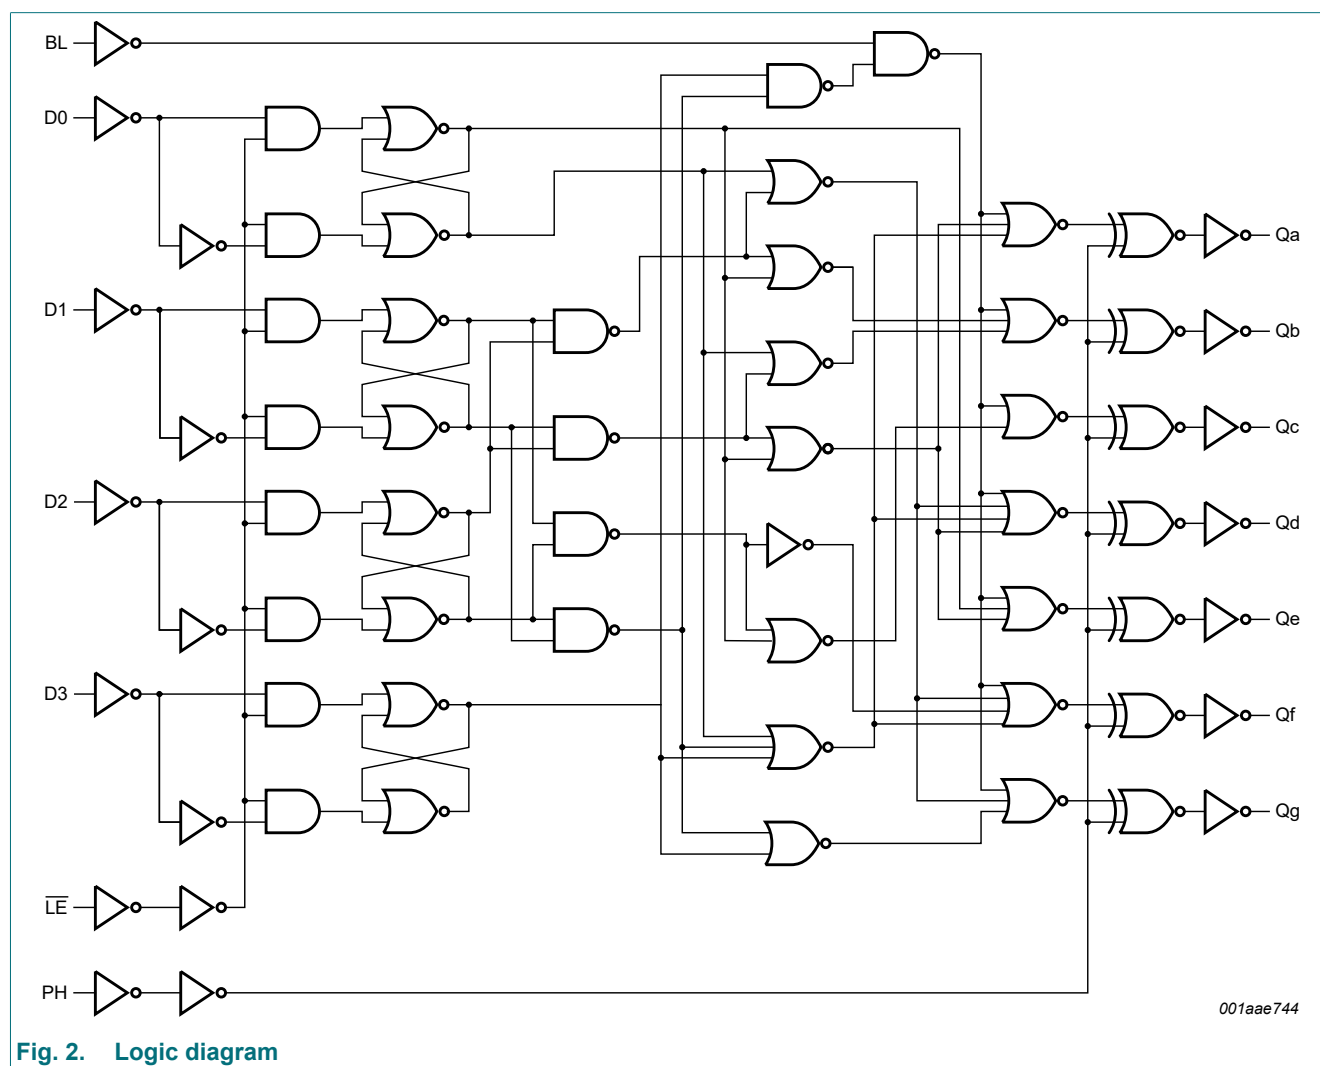 BL
D0
D1
D2
D3
LE
PH
Qa
Qb
Qc
Qd
Qe
Qf
Qg
001aae744
Fig. 2. Logic diagram